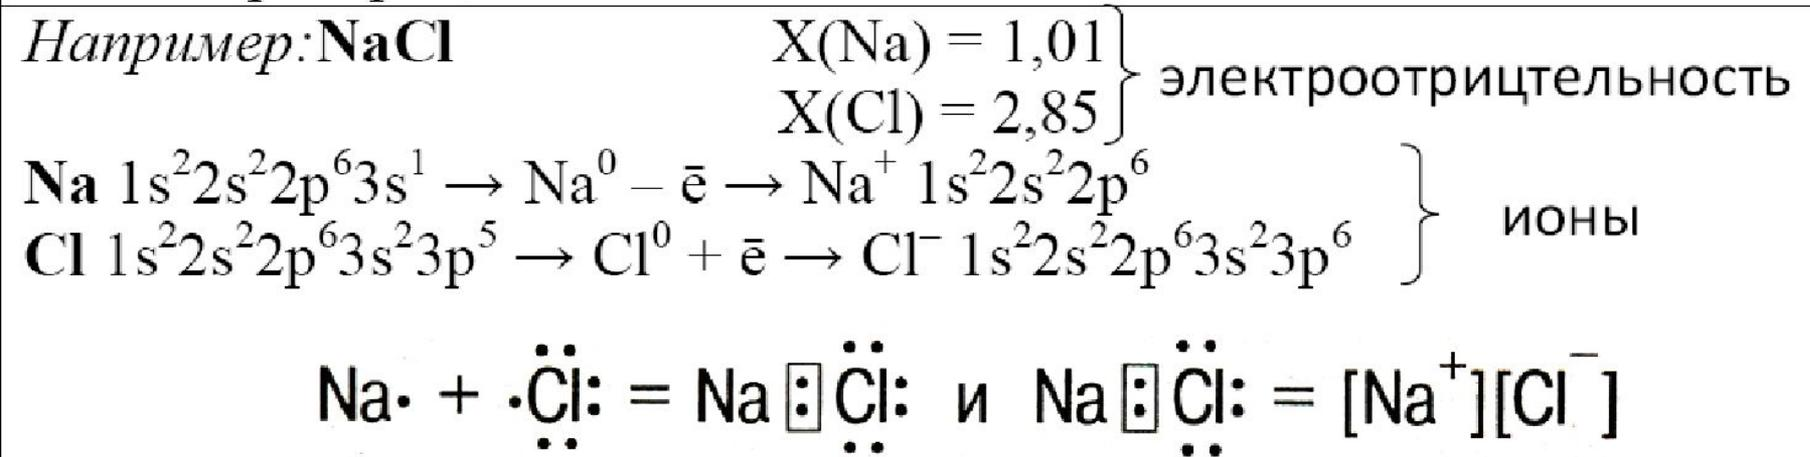 Например: NaCl X(Na) = 1,01
X(Cl) = 2,85
электроотрицтельность
Na 1s²2s²2p⁶3s¹ → Na⁰ – ē → Na⁺ 1s²2s²2p⁶
Cl 1s²2s²2p⁶3s²3p⁵ → Cl⁰ + ē → Cl⁻ 1s²2s²2p⁶3s²3p⁶
ионы
Na· + ·Cl: = Na : Cl: и Na : Cl: = [Na⁺][Cl⁻]